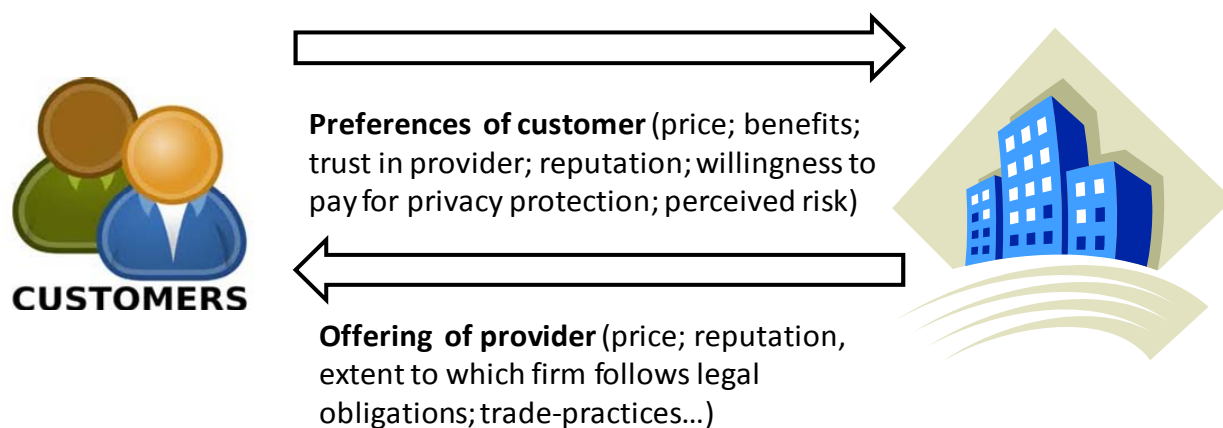 Preferences of customer (price; benefits;
trust in provider; reputation; willingness to
pay for privacy protection; perceived risk)
CUSTOMERS
Offering of provider (price; reputation,
extent to which firm follows legal
obligations; trade-practices...)